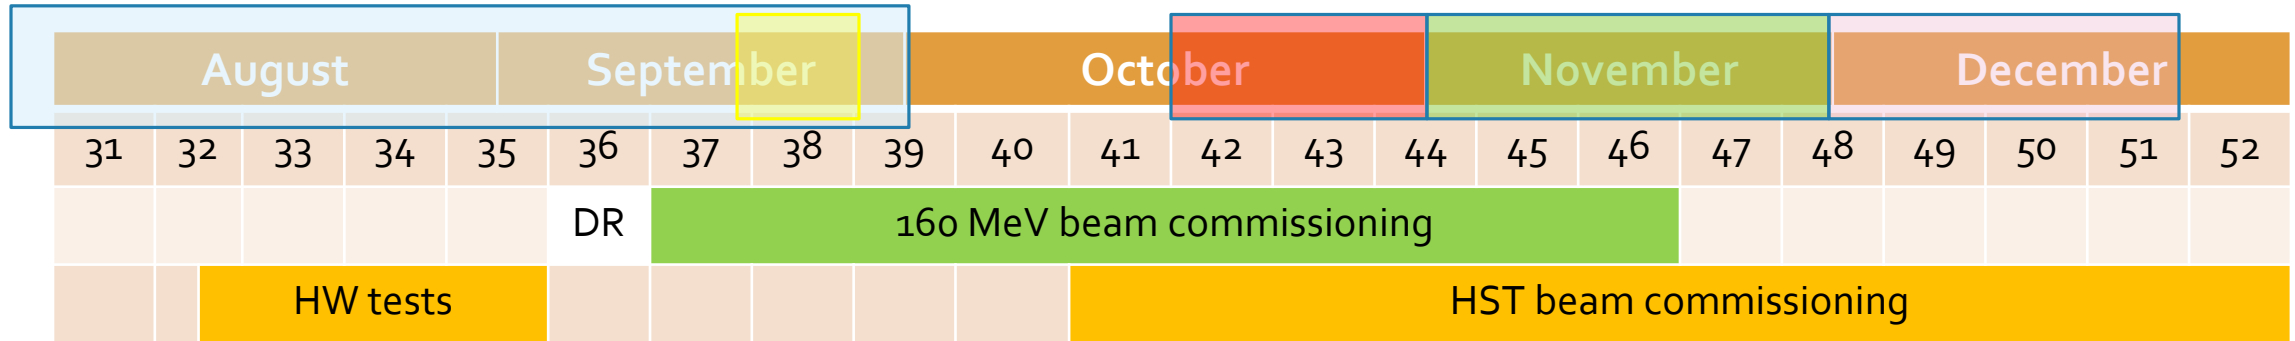 August September October November December
31 32 33 34 35 36 37 38 39 40 41 42 43 44 45 46 47 48 49 50 51 52
DR 160 MeV beam commissioning
HW tests HST beam commissioning